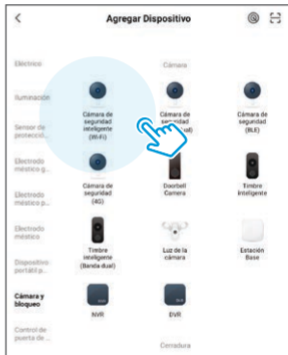 Agregar Dispositivo
Eléctrico
Cámara
Iluminación
Cámara de
seguridad
inteligente
(Wi-Fi)
Cámara de
seguridad
ual)
Cámara de
seguridad
(BLE)
Sensor de
protecci...
Electrodo
méstico g...
Cámara de
seguridad
(4G)
Doorbell
Camera
Timbre
inteligente
Electrodo
méstico p...
Electrodo
méstico
Timbre
inteligente
(Banda dual)
Luz de la
cámara
Estación
Base
Dispositivo
portátil p...
Cámara y
bloqueo
NVR
DVR
Control de
puerta de ...
Cerradura